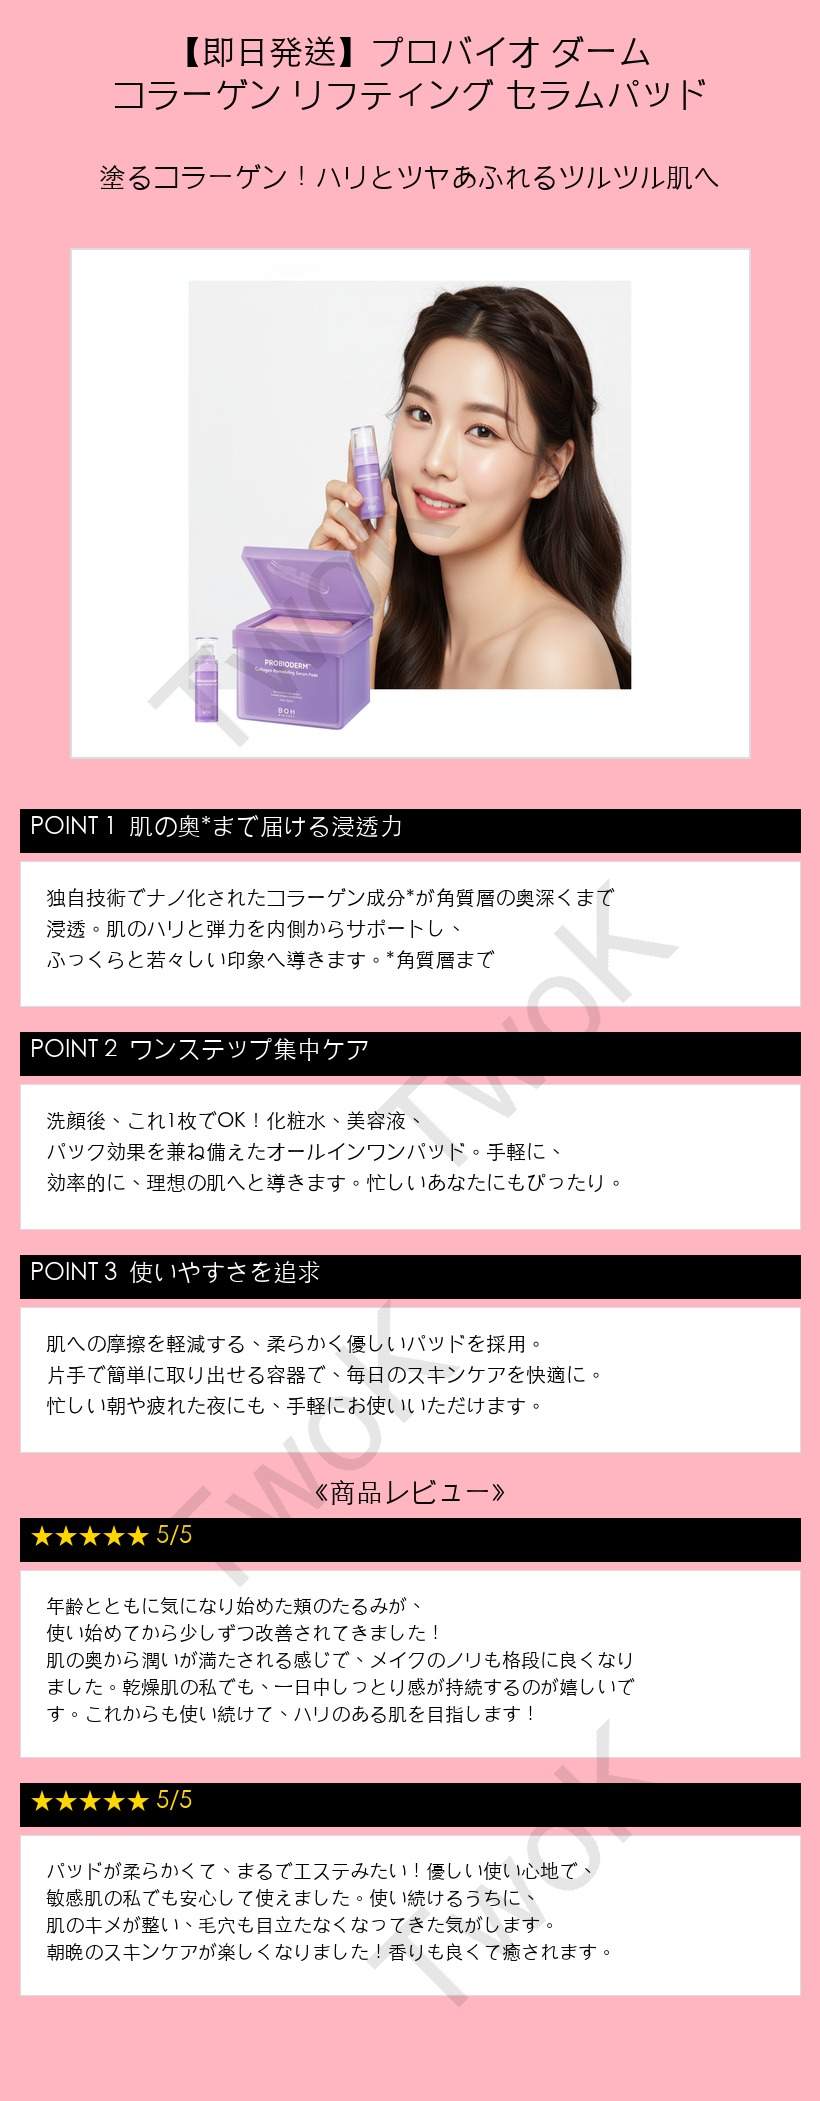 【即日発送】プロバイオ ダーム
コラーゲン リフティング セラムパッド
塗るコラーゲン！ハリとツヤあふれるツルツル肌へ
PROBIODERM™
Collagen Remodeling Serum Pads
BOH
TwoK
POINT 1 肌の奥*まで届ける浸透力
独自技術でナノ化されたコラーゲン成分*が角質層の奥深くまで
浸透。肌のハリと弾力を内側からサポートし、
ふっくらと若々しい印象へ導きます。*角質層まで
TwoK
POINT 2 ワンステップ集中ケア
洗顔後、これ1枚でOK！化粧水、美容液、
パック効果を兼ね備えたオールインワンパッド。手軽に、
効率的に、理想の肌へと導きます。忙しいあなたにもぴったり。
POINT 3 使いやすさを追求
肌への摩擦を軽減する、柔らかく優しいパッドを採用。
片手で簡単に取り出せる容器で、毎日のスキンケアを快適に。
忙しい朝や疲れた夜にも、手軽にお使いいただけます。
TwoK
《商品レビュー》
★★★★★ 5/5
年齢とともに気になり始めた頬のたるみが、
使い始めてから少しずつ改善されてきました！
肌の奥から潤いが満たされる感じで、メイクのノリも格段に良くなり
ました。乾燥肌の私でも、一日中しっとり感が持続するのが嬉しいで
す。これからも使い続けて、ハリのある肌を目指します！
★★★★★ 5/5
パッドが柔らかくて、まるでエステみたい！優しい使い心地で、
敏感肌の私でも安心して使えました。使い続けるうちに、
肌のキメが整い、毛穴も目立たなくなってきた気がします。
朝晩のスキンケアが楽しくなりました！香りも良くて癒されます。
TwoK